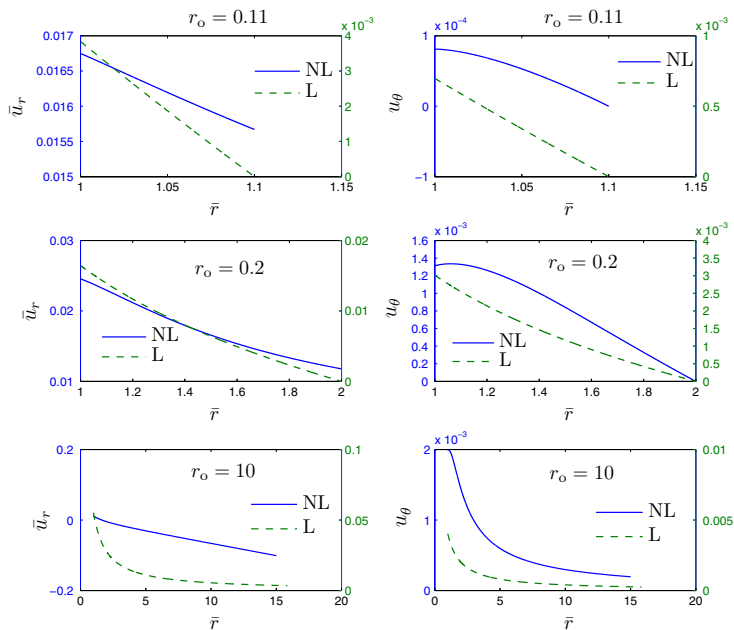 r_o = 0.11
x 10^-3
0.017 0.0165 0.016 0.0155 0.015
ū_r
NL
L
4 3 2 1 0
1 1.05 1.1 1.15
r̄
r_o = 0.11
x 10^-4
x 10^-3
1 0 −1
u_θ
NL
L
1 0.5 0
1 1.05 1.1 1.15
r̄
r_o = 0.2
0.03 0.02 0.01
ū_r
NL
L
0.02 0.01 0
1 1.2 1.4 1.6 1.8 2
r̄
x 10^-3
x 10^-3
r_o = 0.2
1.6 1.4 1.2 1 0.8 0.6 0.4 0.2 0
u_θ
NL
L
4 3.5 3 2.5 2 1.5 1 0.5 0
1 1.2 1.4 1.6 1.8 2
r̄
r_o = 10
0.2 0 −0.2
ū_r
NL
L
0.1 0.05 0
0 5 10 15 20
r̄
x 10^-3
r_o = 10
2 1 0
u_θ
NL
L
0.01 0.005 0
0 5 10 15 20
r̄